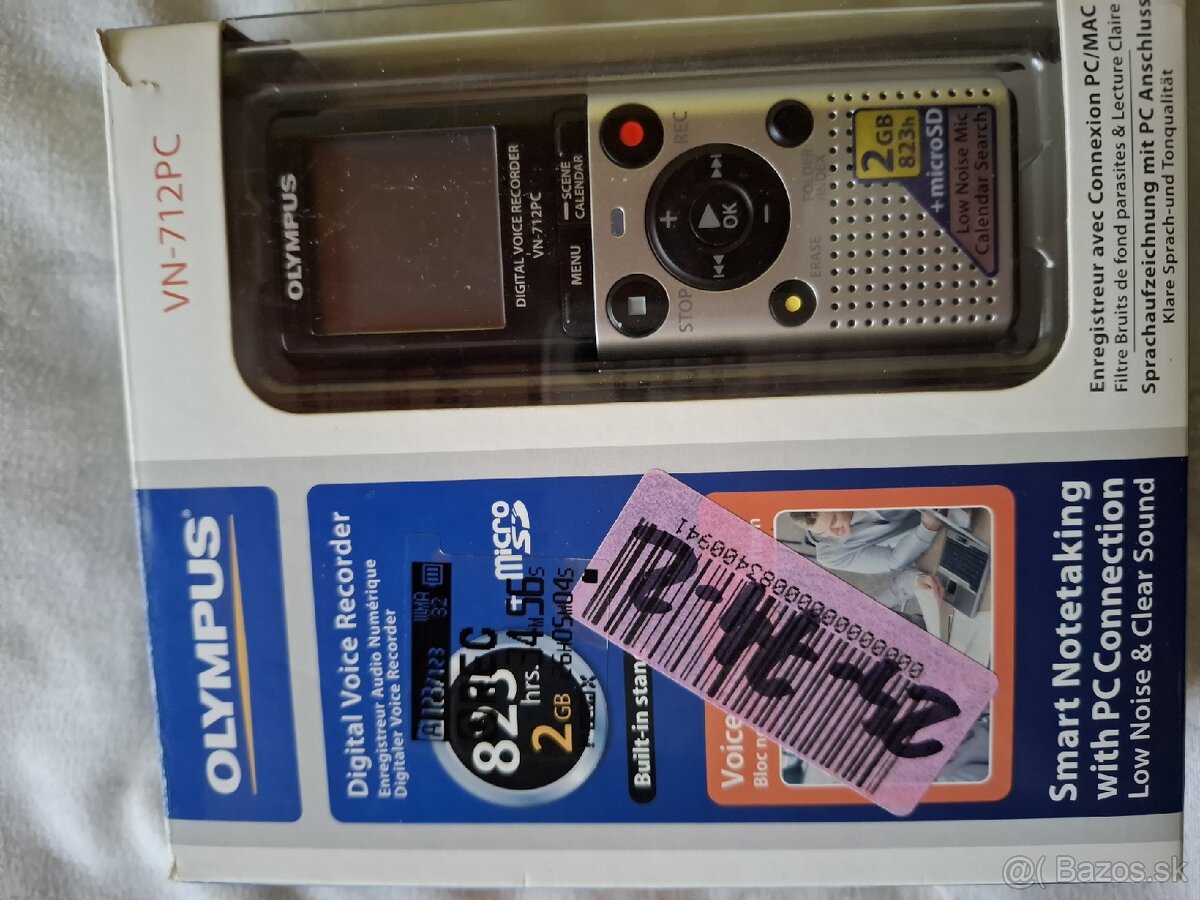 VN-712PC
OLYMPUS
DIGITAL VOICE RECORDER
VN-712PC
SCENE
CALENDAR
MENU
REC
STOP
OK
FOLDER
/INDEX
ERASE
2GB
823h
+microSD
Low Noise Mic
Calendar Search
Enregistreur avec Connexion PC/MAC
Filtre Bruits de fond parasites & Lecture Claire
Sprachaufzeichnung mit PC Anschluss
Klare Sprach-und Tonqualität
OLYMPUS
Digital Voice Recorder
Enregistreur Audio Numérique
Digitaler Voice Recorder
823
hrs.
2GB
+
micro
SD
Built-in stan
Voice
Bloc n
Smart Notetaking
with PC Connection
Low Noise & Clear Sound
@( Bazos.sk